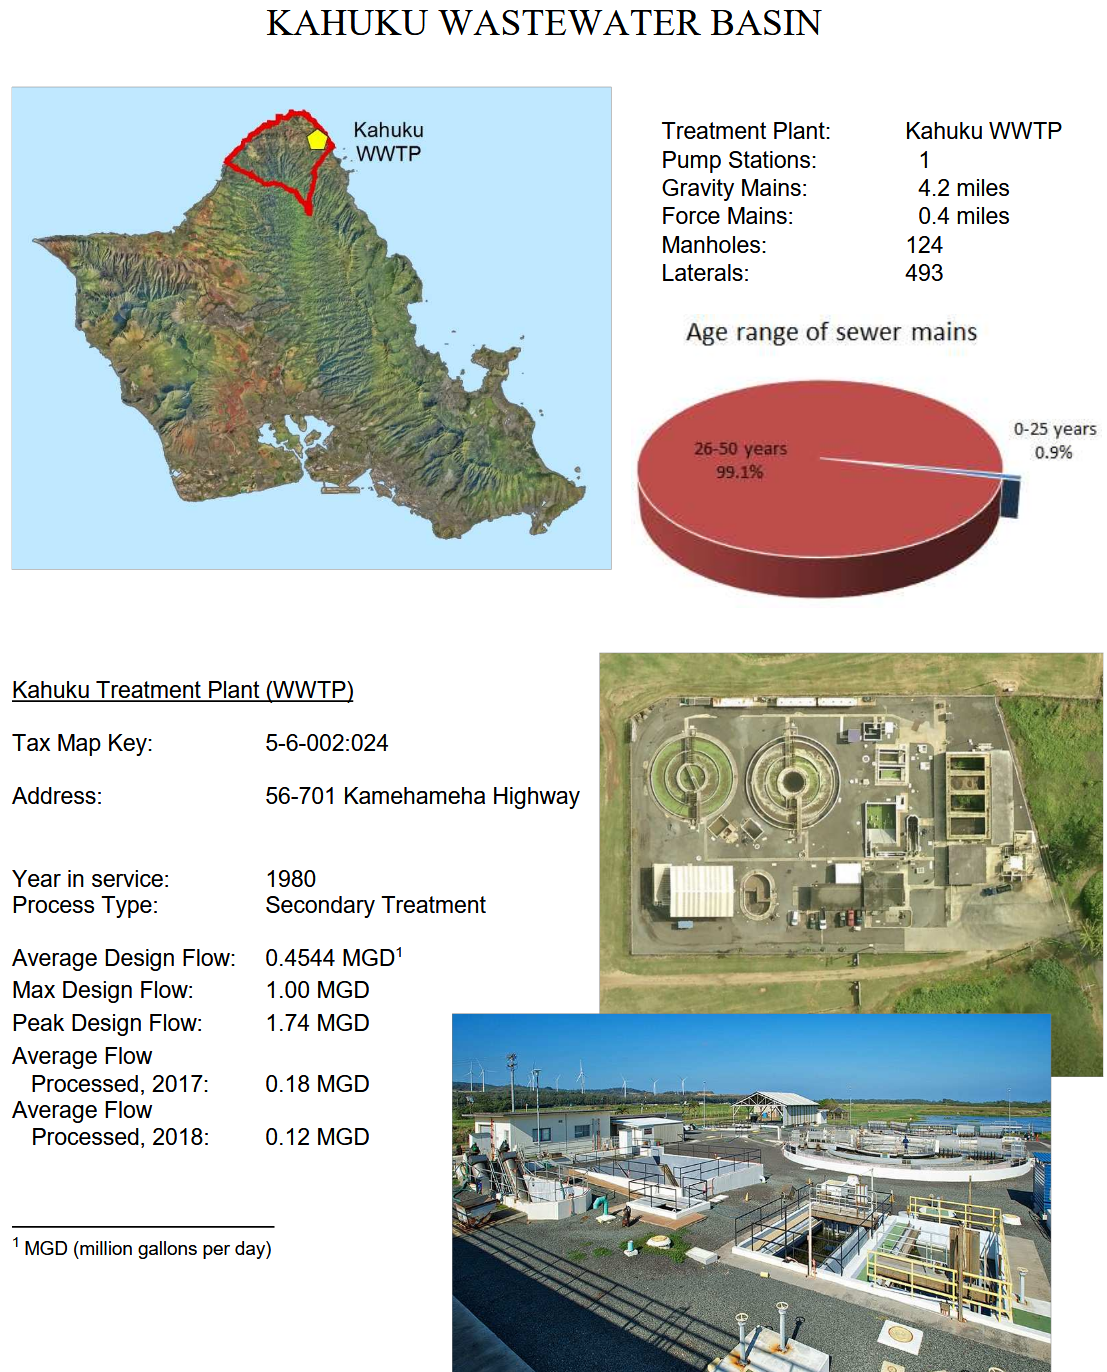 KAHUKU WASTEWATER BASIN
Kahuku
WWTP
Treatment Plant: Kahuku WWTP
Pump Stations: 1
Gravity Mains: 4.2 miles
Force Mains: 0.4 miles
Manholes: 124
Laterals: 493
Age range of sewer mains
26-50 years
99.1%
0-25 years
0.9%
Kahuku Treatment Plant (WWTP)
Tax Map Key: 5-6-002:024
Address: 56-701 Kamehameha Highway
Year in service: 1980
Process Type: Secondary Treatment
Average Design Flow: 0.4544 MGD¹
Max Design Flow: 1.00 MGD
Peak Design Flow: 1.74 MGD
Average Flow
Processed, 2017: 0.18 MGD
Average Flow
Processed, 2018: 0.12 MGD
¹ MGD (million gallons per day)